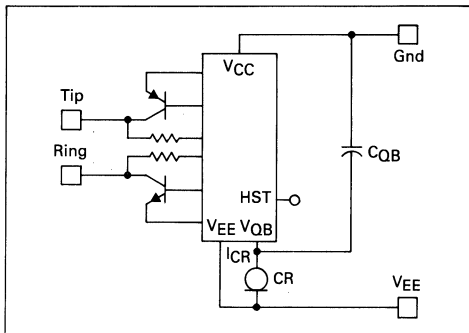 VCC
Gnd
Tip
CQB
Ring
HST
VEE VQB
ICR
CR
VEE